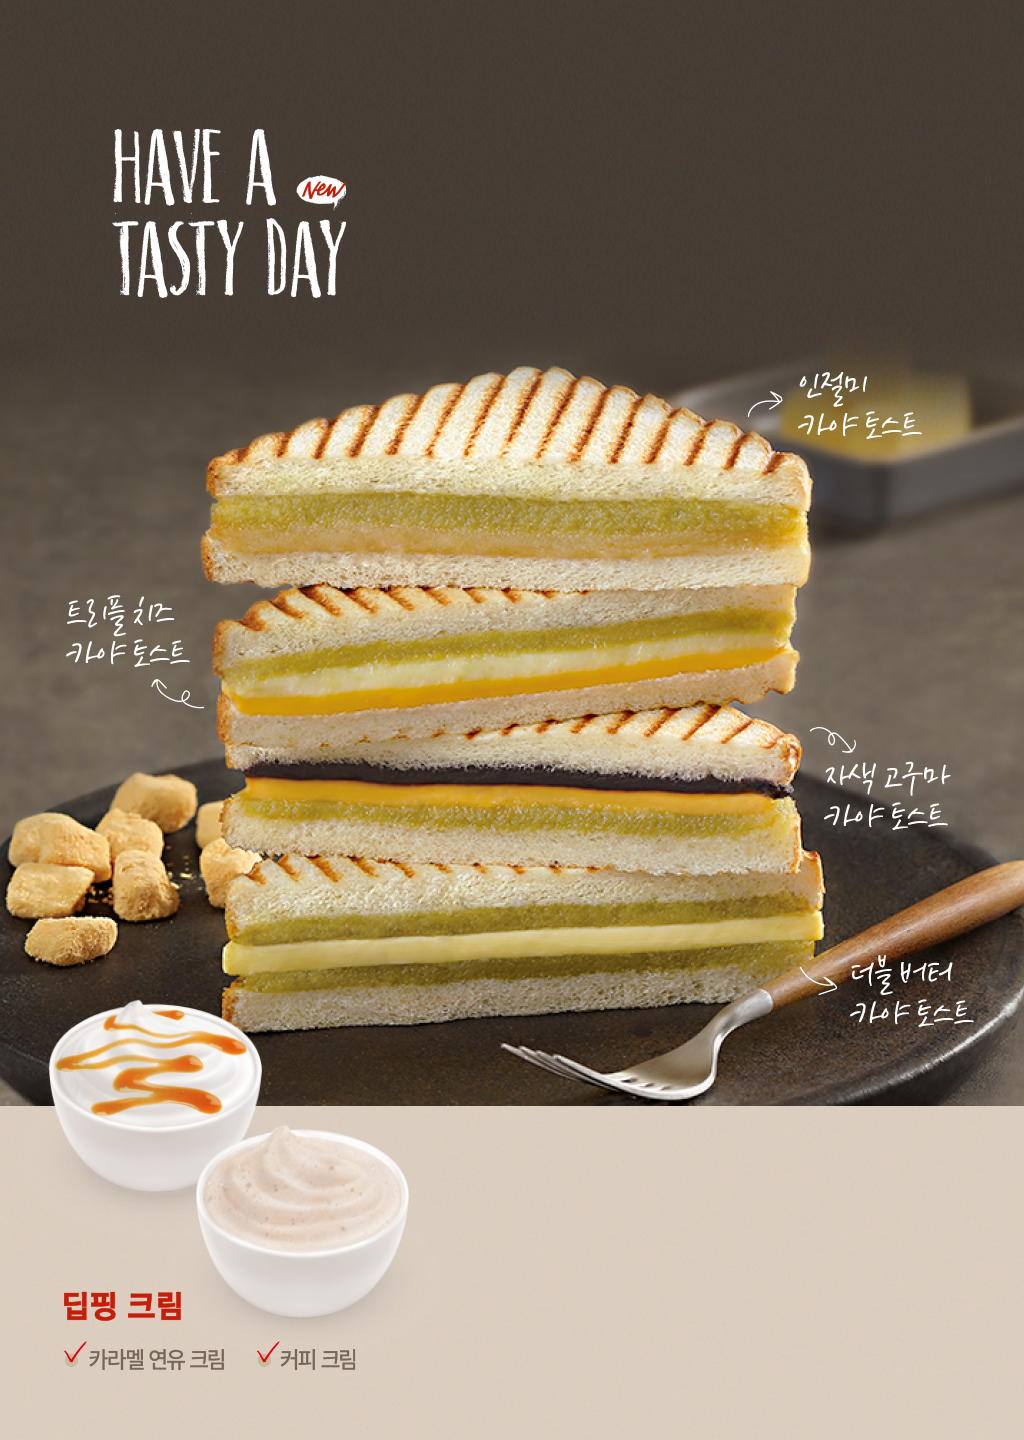 HAVE A
New
TASTY DAY
인절미
카야 토스트
트리플 치즈
카야 토스트
자색 고구마
카야 토스트
더블 버터
카야 토스트
딥핑 크림
카라멜 연유 크림
커피 크림